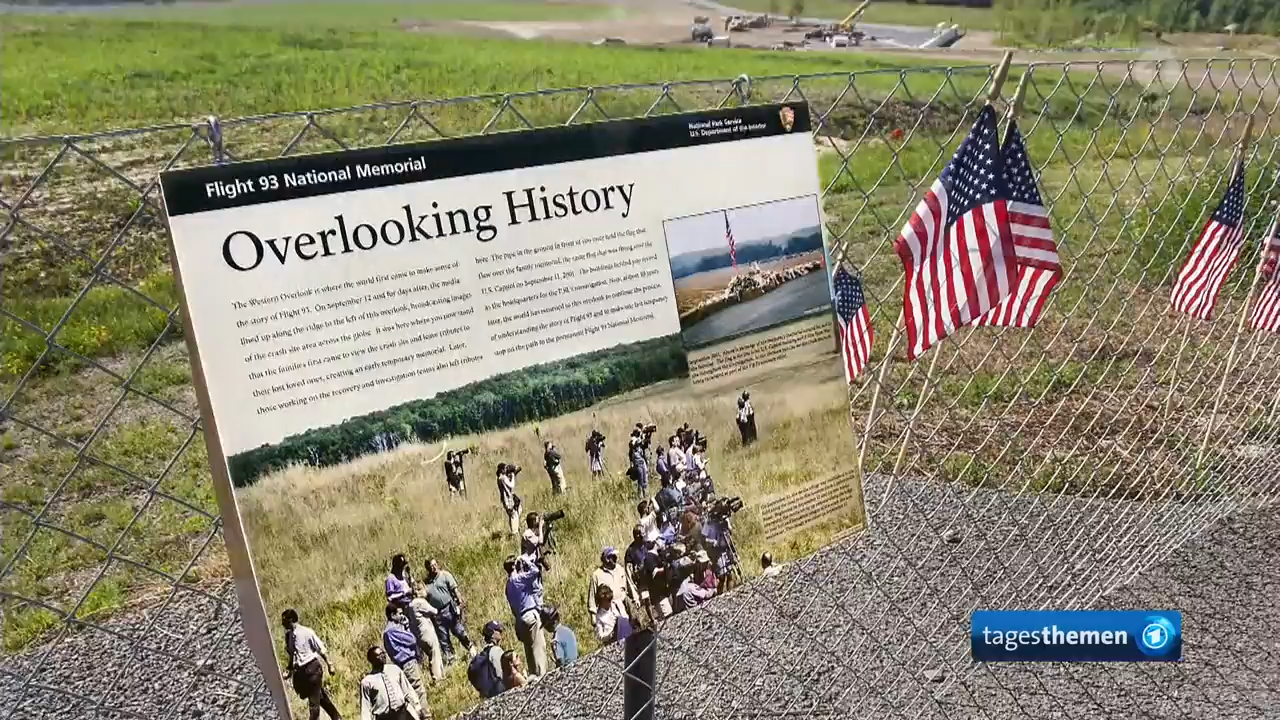 National Park Service
U.S. Department of the Interior
Flight 93 National Memorial
Overlooking History
The Western Overlook is where the world first came to make sense of
the story of Flight 93. On September 12 and for days after, the media
lined up along the ridge to the left of this overlook, broadcasting images
of the crash site area across the globe. It was here where you now stand
that the families first came to view the crash site and leave tributes to
their lost loved ones, creating an early temporary memorial. Later,
those working on the recovery and investigation teams also left tributes
here. The pipe in the ground in front of you once held the flag that
flew over the family memorial, the same flag that was flying over the
U.S. Capitol on September 11, 2001. The buildings behind you served
as the headquarters for the F.B.I.'s investigation. Now, almost 10 years
later, the world has returned to this overlook to continue the process
of understanding the story of Flight 93 and to make one last temporary
stop on the path to the permanent Flight 93 National Memorial.
tagesthemen